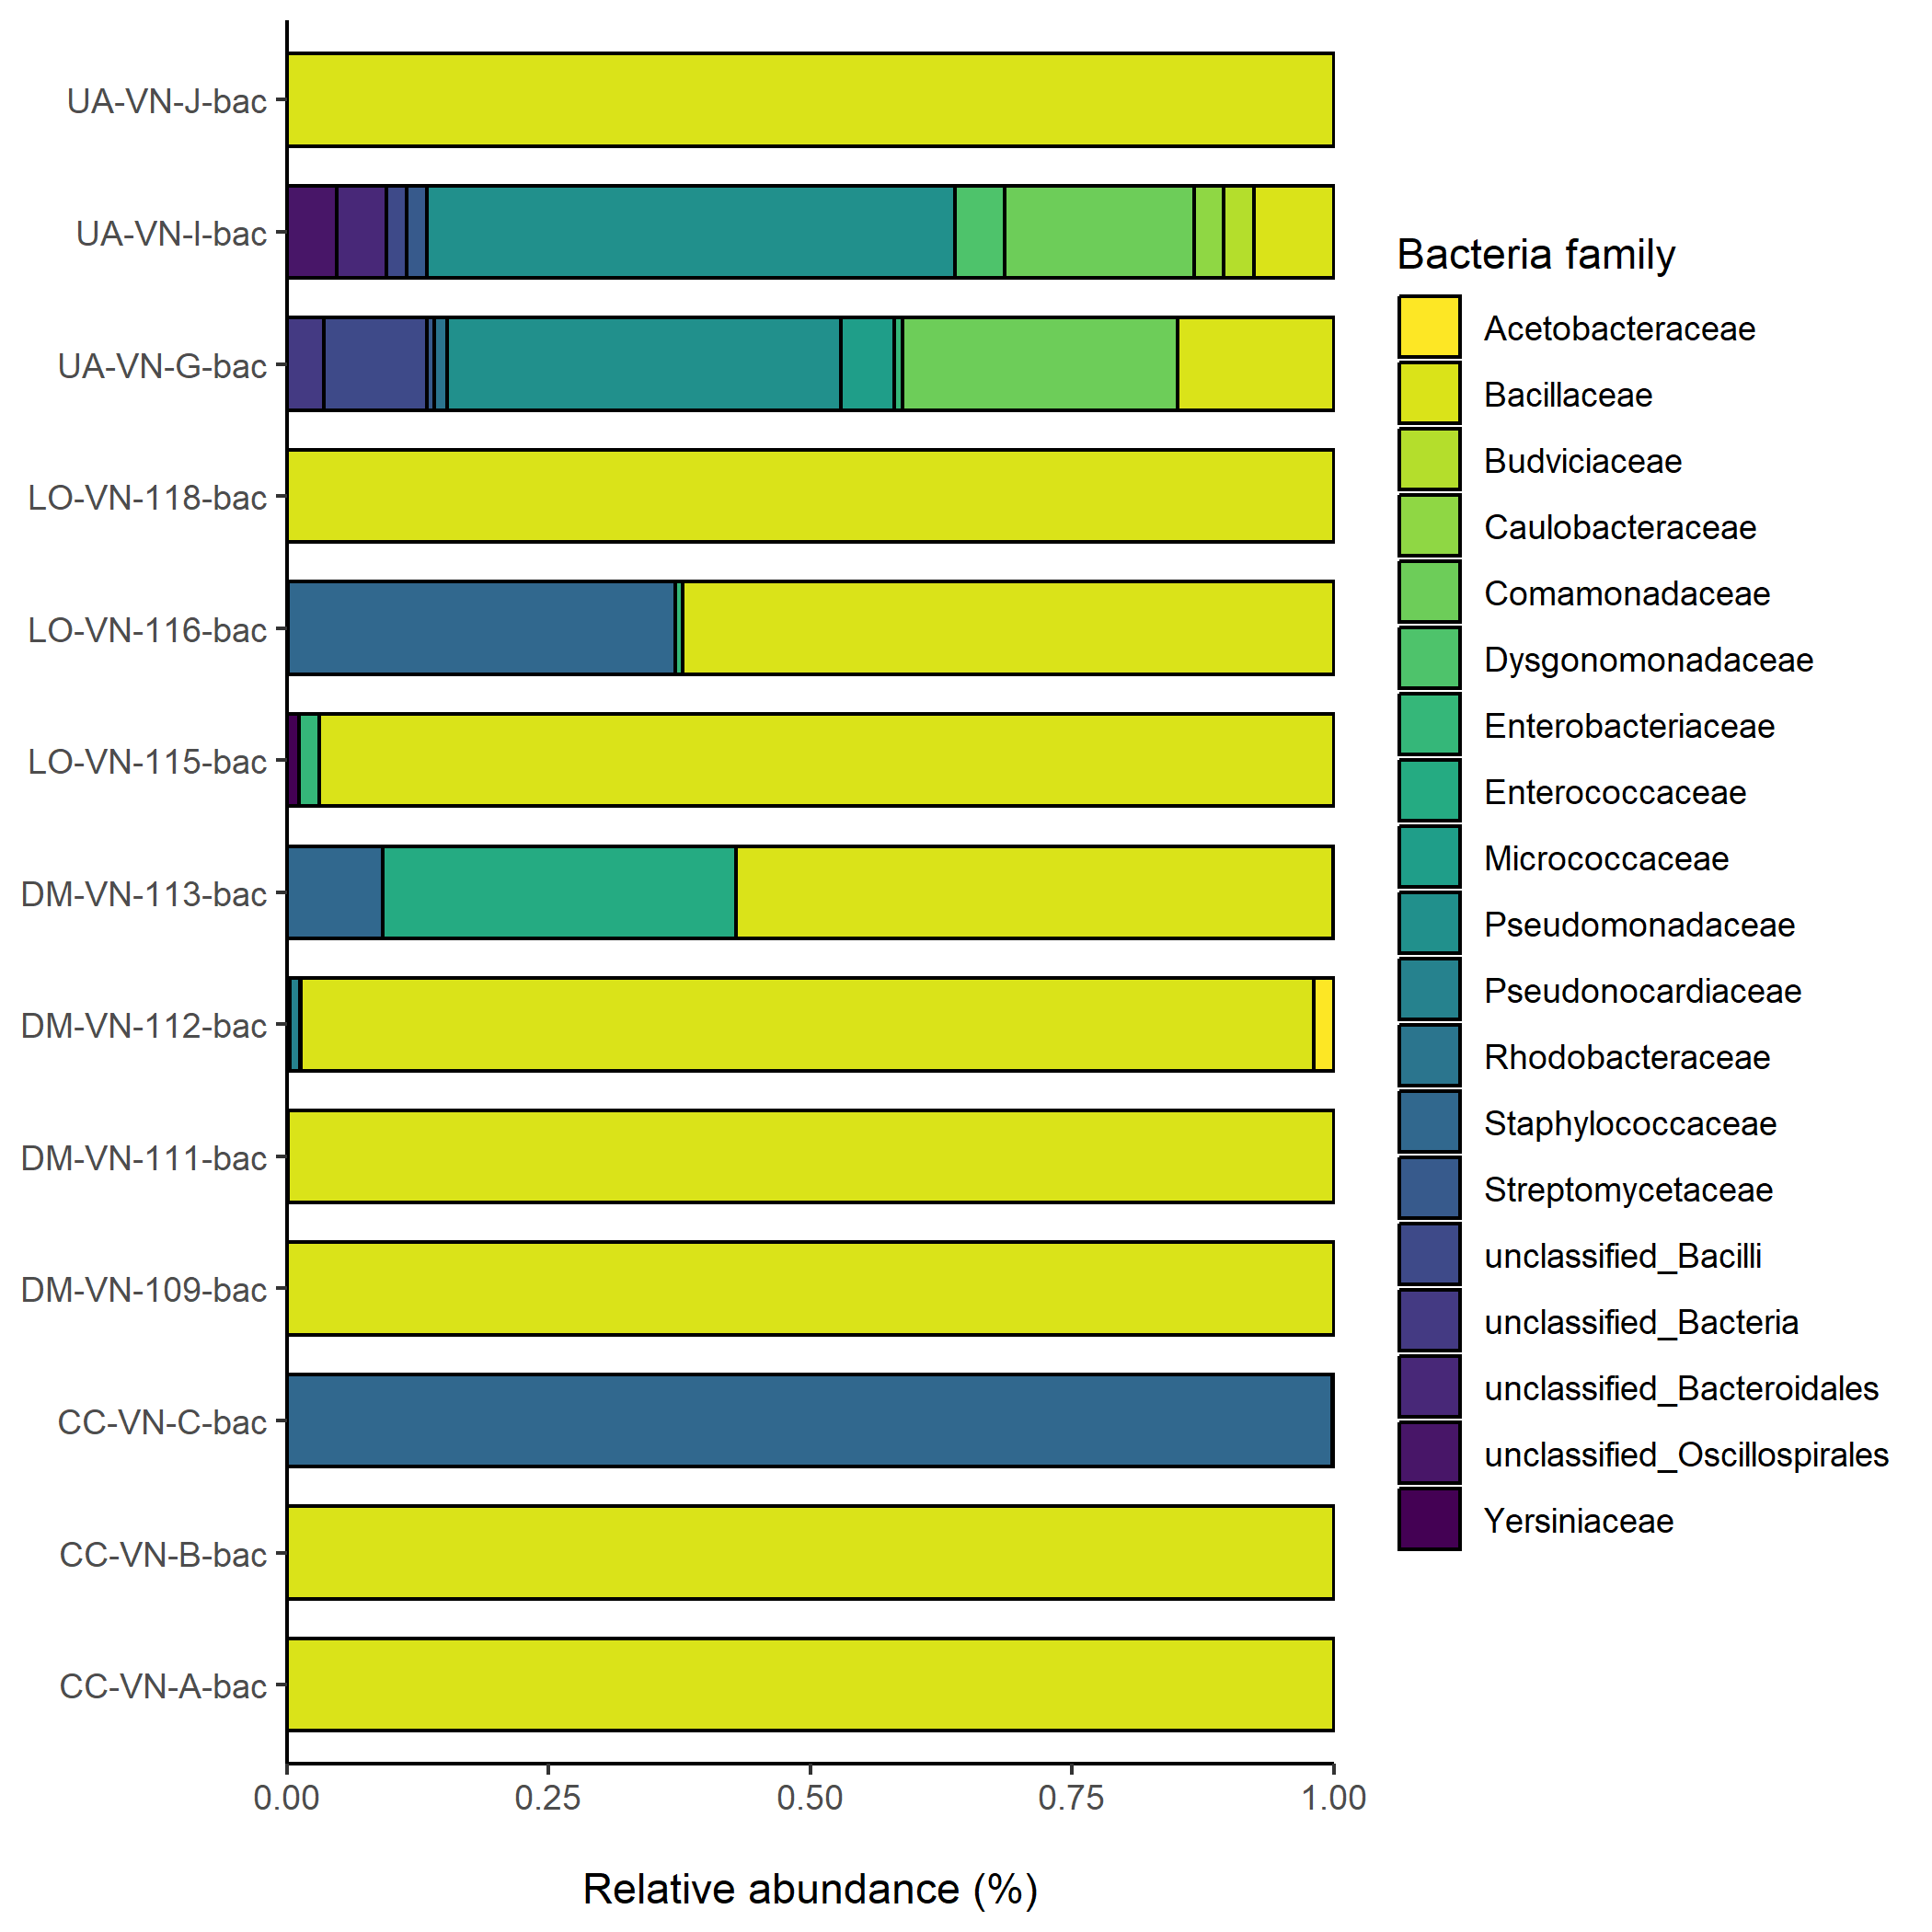 UA-VN-J-bac
UA-VN-I-bac
UA-VN-G-bac
LO-VN-118-bac
LO-VN-116-bac
LO-VN-115-bac
DM-VN-113-bac
DM-VN-112-bac
DM-VN-111-bac
DM-VN-109-bac
CC-VN-C-bac
CC-VN-B-bac
CC-VN-A-bac
0.00 0.25 0.50 0.75 1.00
Relative abundance (%)
Bacteria family
Acetobacteraceae
Bacillaceae
Budviciaceae
Caulobacteraceae
Comamonadaceae
Dysgonomonadaceae
Enterobacteriaceae
Enterococcaceae
Micrococcaceae
Pseudomonadaceae
Pseudonocardiaceae
Rhodobacteraceae
Staphylococcaceae
Streptomycetaceae
unclassified_Bacilli
unclassified_Bacteria
unclassified_Bacteroidales
unclassified_Oscillospirales
Yersiniaceae